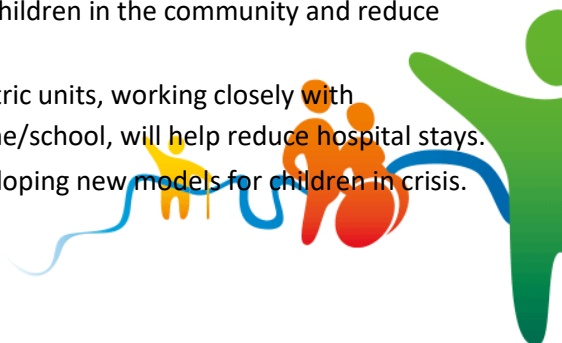 hildren in the community and reduce
tric units, working closely with
e/school, will help reduce hospital stays.
loping new models for children in crisis.